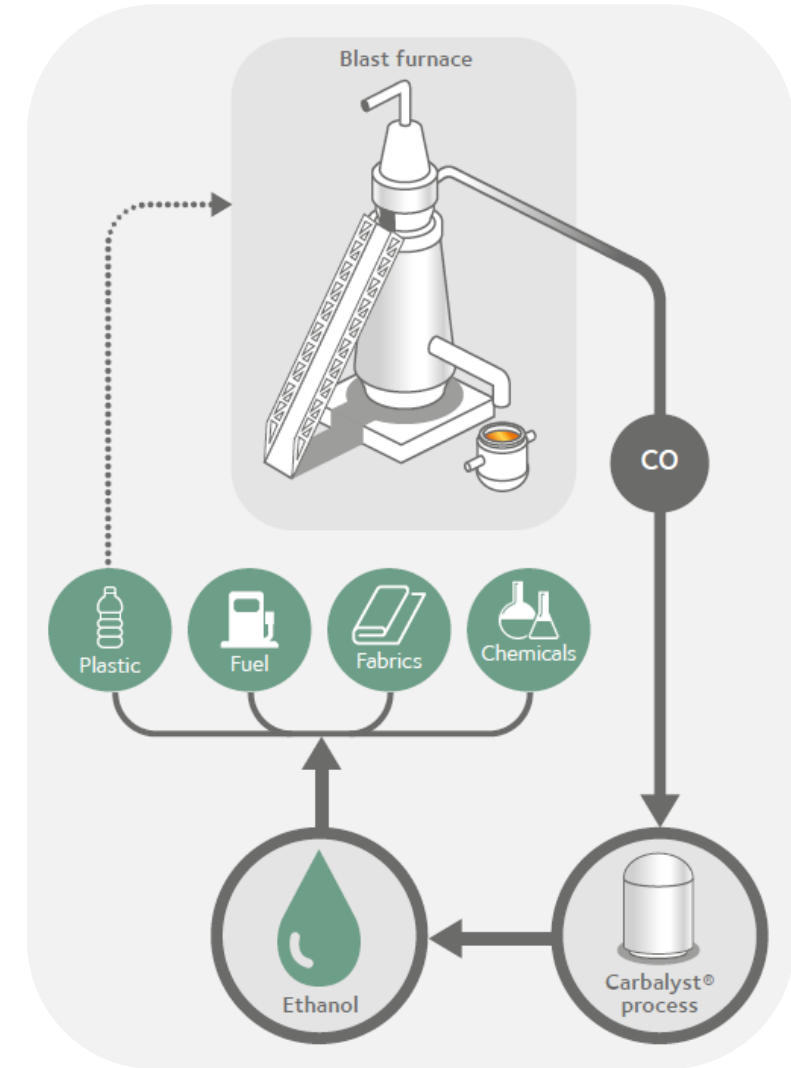 Blast furnace
CO
Plastic
Fuel
Fabrics
Chemicals
Ethanol
Carbalyst®
process